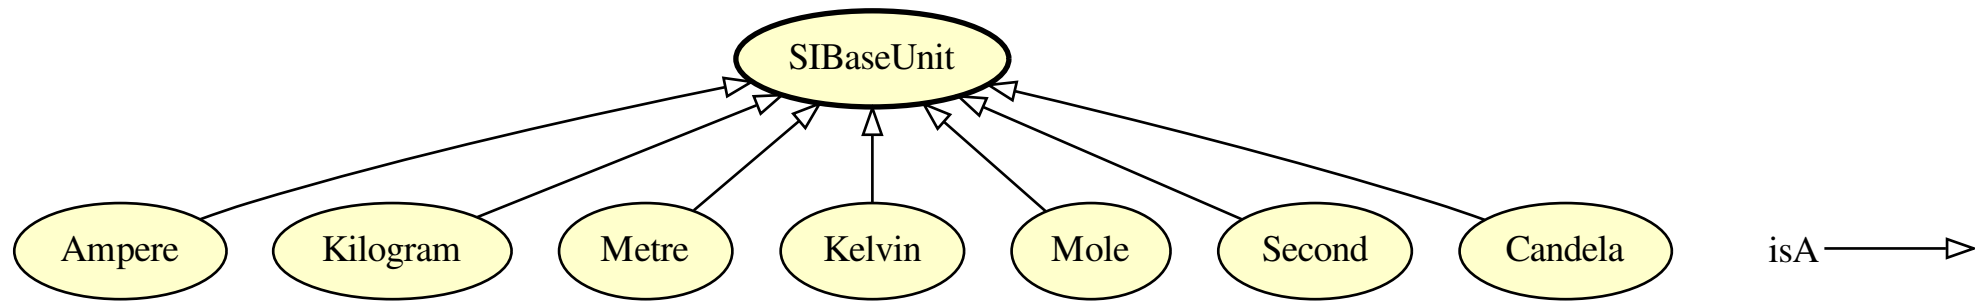 SIBaseUnit
Ampere
Kilogram
Metre
Kelvin
Mole
Second
Candela
isA